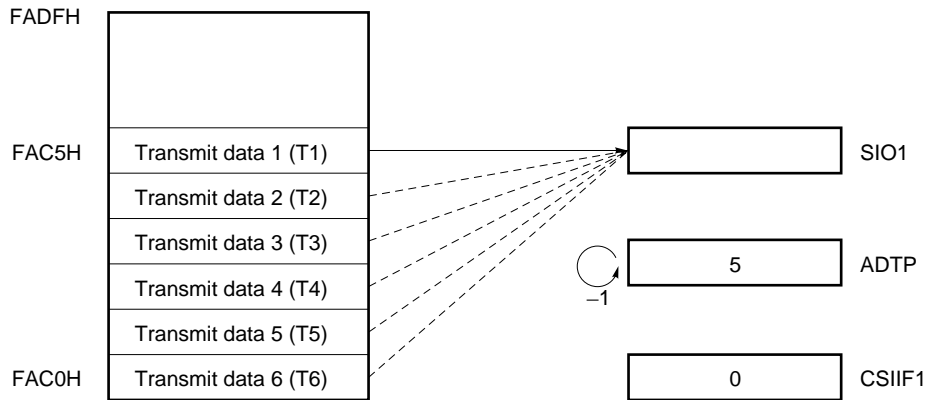 FADFH
FAC5H
Transmit data 1 (T1)
SIO1
Transmit data 2 (T2)
Transmit data 3 (T3)
5
ADTP
–1
Transmit data 4 (T4)
Transmit data 5 (T5)
FAC0H
Transmit data 6 (T6)
0
CSIIF1